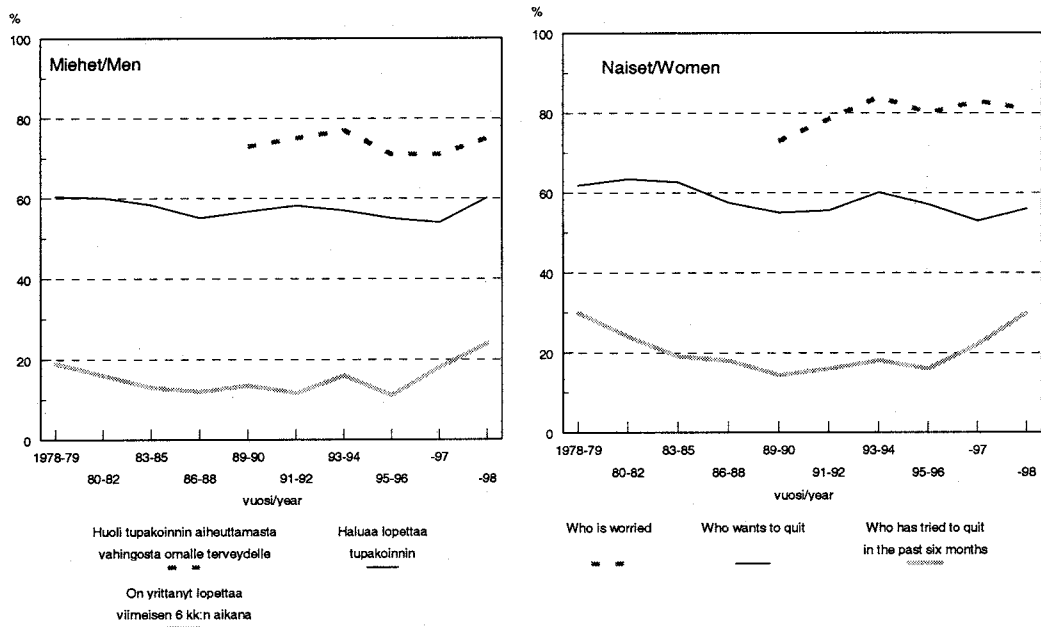 %
100
80
60
40
20
0
Miehet/Men
1978-79
80-82
83-85
86-88
89-90
91-92
93-94
95-96
-97
-98
vuosi/year
Huoli tupakoinnin aiheuttamasta
vahingosta omalle terveydelle
Haluaa lopettaa
tupakoinnin
On yrittanyt lopettaa
viimeisen 6 kk:n aikana
%
100
80
60
40
20
0
Naiset/Women
1978-79
80-82
83-85
86-88
89-90
91-92
93-94
95-96
-97
-98
vuosi/year
Who is worried
Who wants to quit
Who has tried to quit
in the past six months